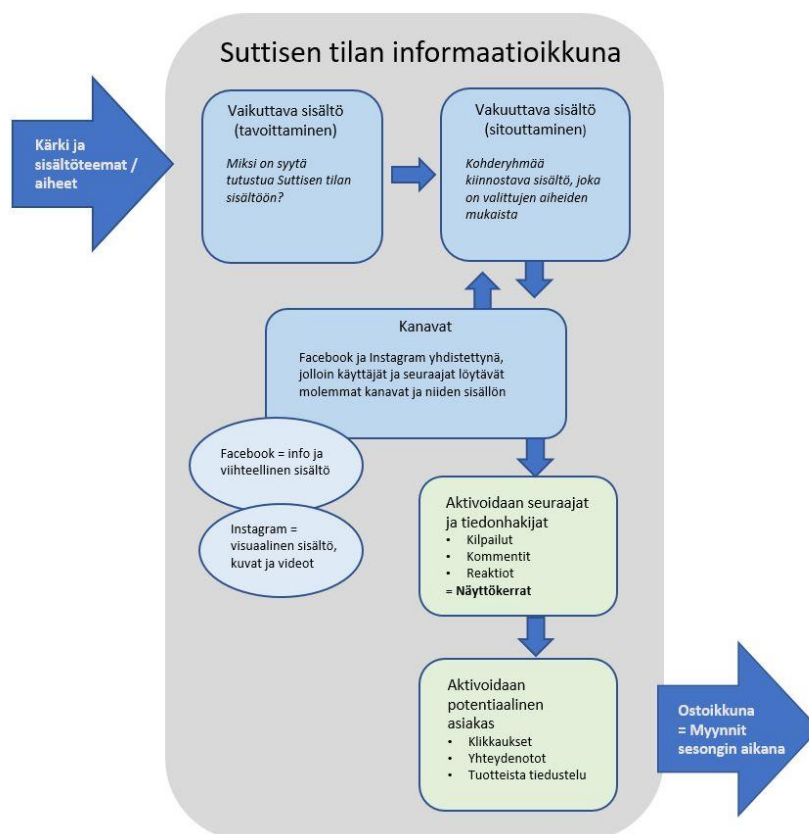 Suttisen tilan informaatioikkuna
Kärki ja
sisältöteemat /
aiheet
Vaikuttava sisältö
(tavoittaminen)
Miksi on syytä
tutustua Suttisen tilan
sisältöön?
Vakuuttava sisältö
(sitouttaminen)
Kohderyhmää
kiinnostava sisältö, joka
on valittujen aiheiden
mukaista
Kanavat
Facebook ja Instagram yhdistettynä,
jolloin käyttäjät ja seuraajat löytävät
molemmat kanavat ja niiden sisällön
Facebook = info ja
viihteellinen sisältö
Instagram =
visuaalinen sisältö,
kuvat ja videot
Aktivoidaan seuraajat
ja tiedonhakijat
• Kilpailut
• Kommentit
• Reaktiot
= Näyttökerrat
Aktivoidaan
potentiaalinen
asiakas
• Klikkaukset
• Yhteydenotot
• Tuotteista tiedustelu
Ostoikkuna
= Myynnit
sesongin aikana